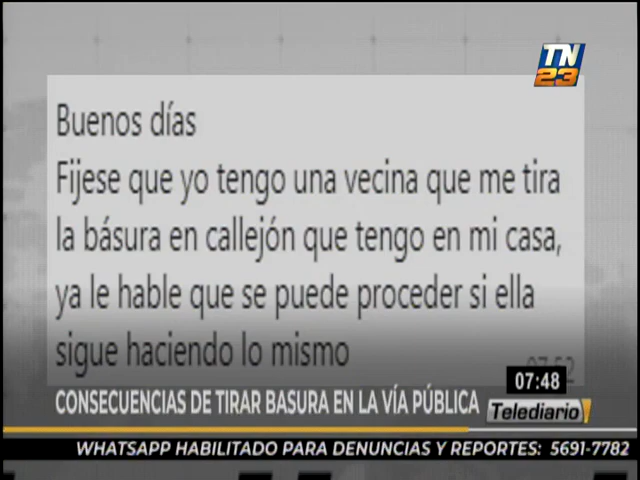 TN
23
Buenos días
Fijese que yo tengo una vecina que me tira
la básura en callejón que tengo en mi casa,
ya le hable que se puede proceder si ella
sigue haciendo lo mismo
07:52
07:48
CONSECUENCIAS DE TIRAR BASURA EN LA VÍA PÚBLICA
Telediario
WHATSAPP HABILITADO PARA DENUNCIAS Y REPORTES: 5691-7782